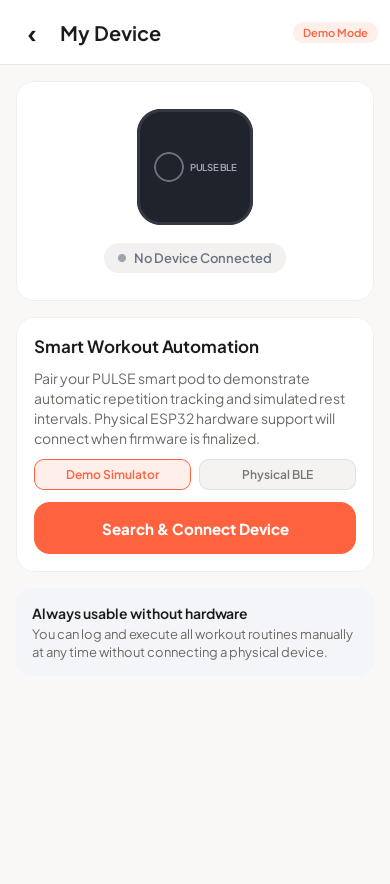 ‹ My Device Demo Mode
PULSE BLE
No Device Connected
Smart Workout Automation
Pair your PULSE smart pod to demonstrate
automatic repetition tracking and simulated rest
intervals. Physical ESP32 hardware support will
connect when firmware is finalized.
Demo Simulator Physical BLE
Search & Connect Device
Always usable without hardware
You can log and execute all workout routines manually
at any time without connecting a physical device.